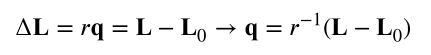 ΔL = rq = L − L₀ → q = r⁻¹(L − L₀)